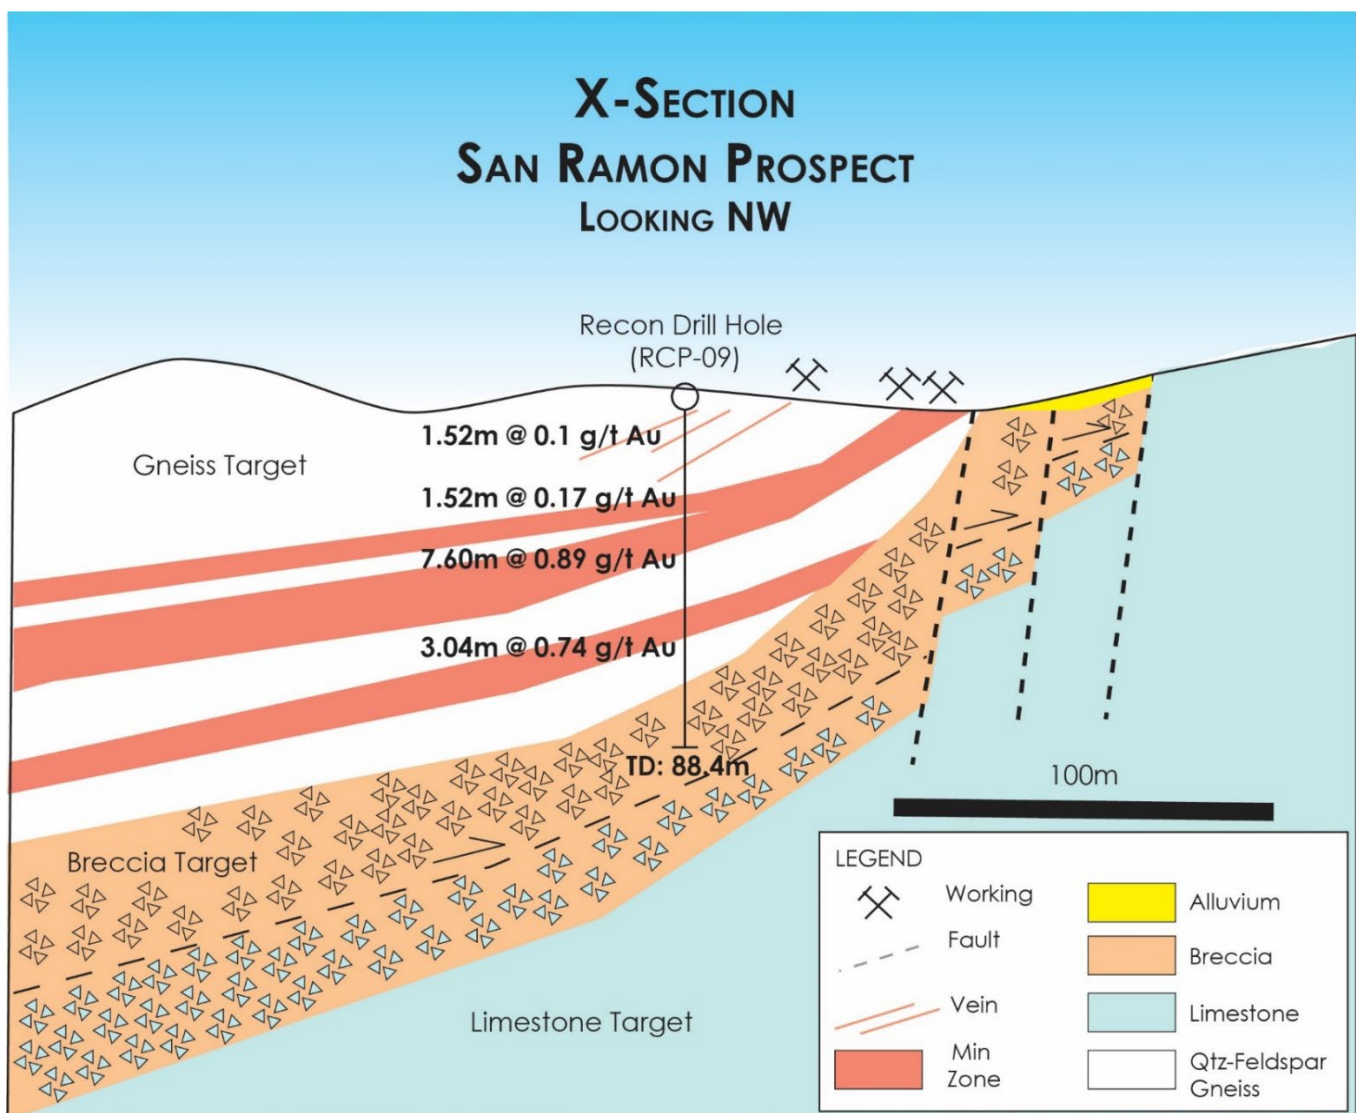 X-Section
San Ramon Prospect
Looking NW
Recon Drill Hole
(RCP-09)
1.52m @ 0.1 g/t Au
Gneiss Target
1.52m @ 0.17 g/t Au
7.60m @ 0.89 g/t Au
3.04m @ 0.74 g/t Au
TD: 88.4m
100m
Breccia Target
Limestone Target
LEGEND
Working
Fault
Vein
Min
Zone
Alluvium
Breccia
Limestone
Qtz-Feldspar
Gneiss